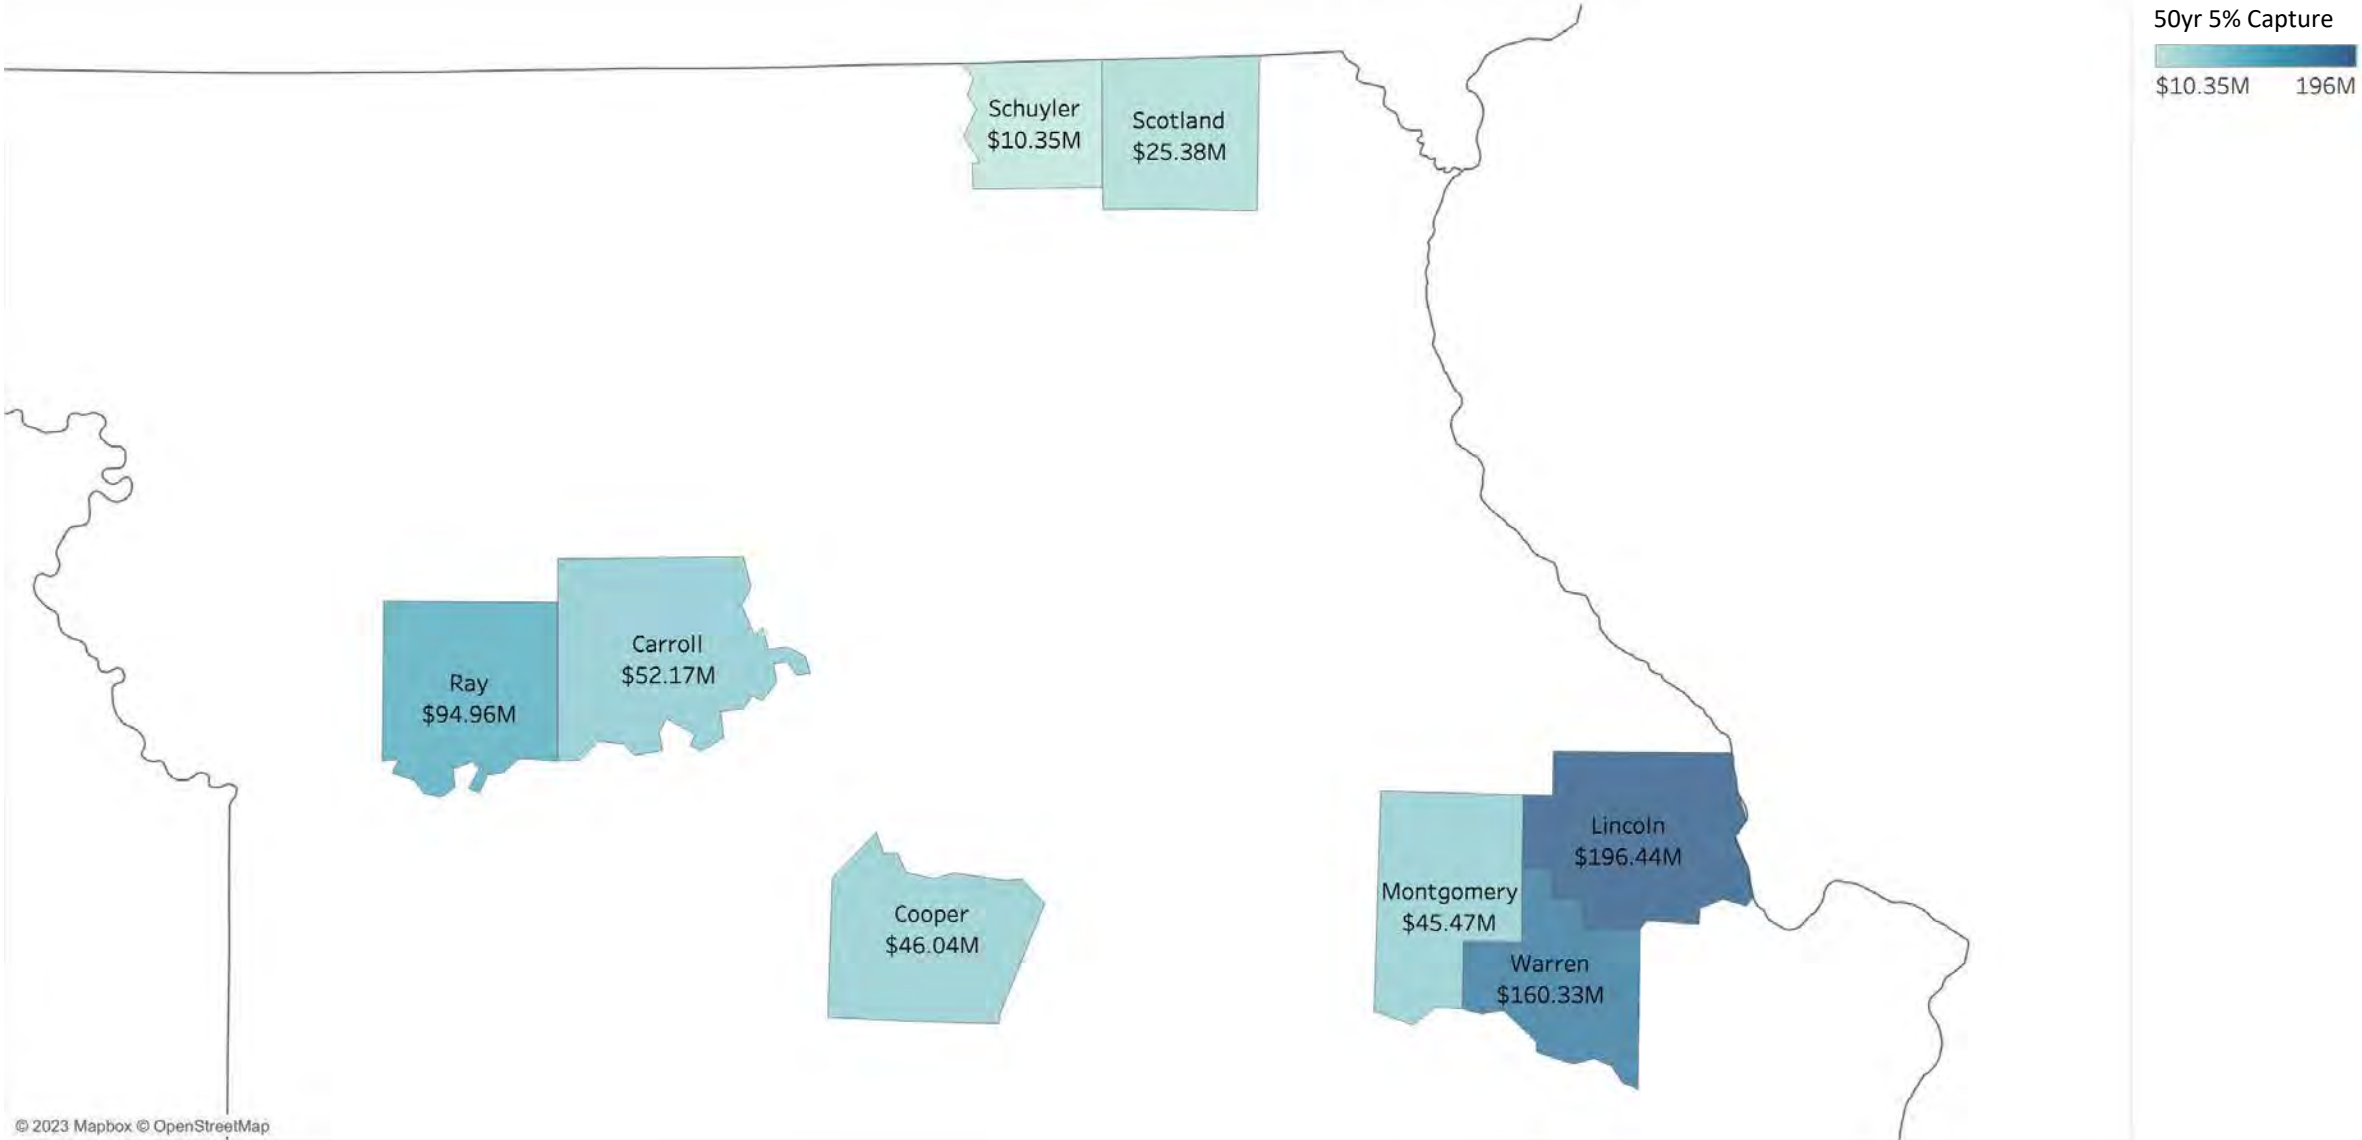 50yr 5% Capture
$10.35M 196M
Schuyler
$10.35M
Scotland
$25.38M
Carroll
$52.17M
Ray
$94.96M
Lincoln
$196.44M
Montgomery
$45.47M
Cooper
$46.04M
Warren
$160.33M
© 2023 Mapbox © OpenStreetMap